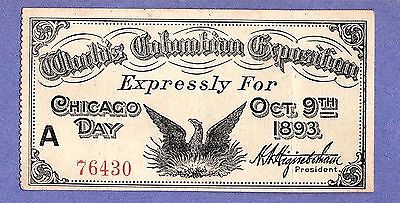 World's Columbian Exposition
Expressly For
Chicago Day
Oct. 9th 1893.
A
76430
H. N. Higinbotham
President.